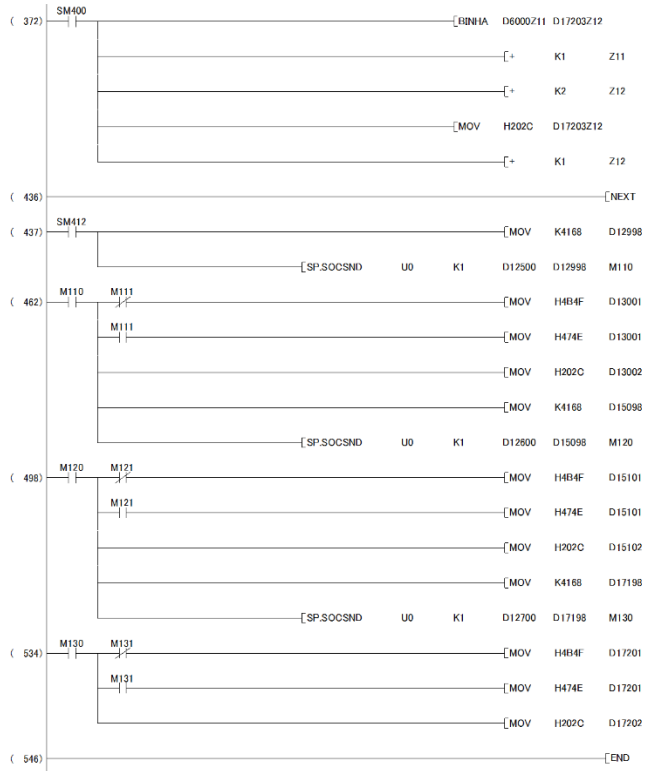 SM400
( 372) [BINHA D6000Z11 D17203Z12
[+ K1 Z11
[+ K2 Z12
[MOV H202C D17203Z12
[+ K1 Z12
( 436) [NEXT
SM412
( 437) [MOV K4168 D12998
[SP.SOCSND U0 K1 D12500 D12998 M110
M110 M111
( 462) [MOV H4B4F D13001
M111
[MOV H474E D13001
[MOV H202C D13002
[MOV K4168 D15098
[SP.SOCSND U0 K1 D12600 D15098 M120
M120 M121
( 498) [MOV H4B4F D15101
M121
[MOV H474E D15101
[MOV H202C D15102
[MOV K4168 D17198
[SP.SOCSND U0 K1 D12700 D17198 M130
M130 M131
( 534) [MOV H4B4F D17201
M131
[MOV H474E D17201
[MOV H202C D17202
( 546) [END